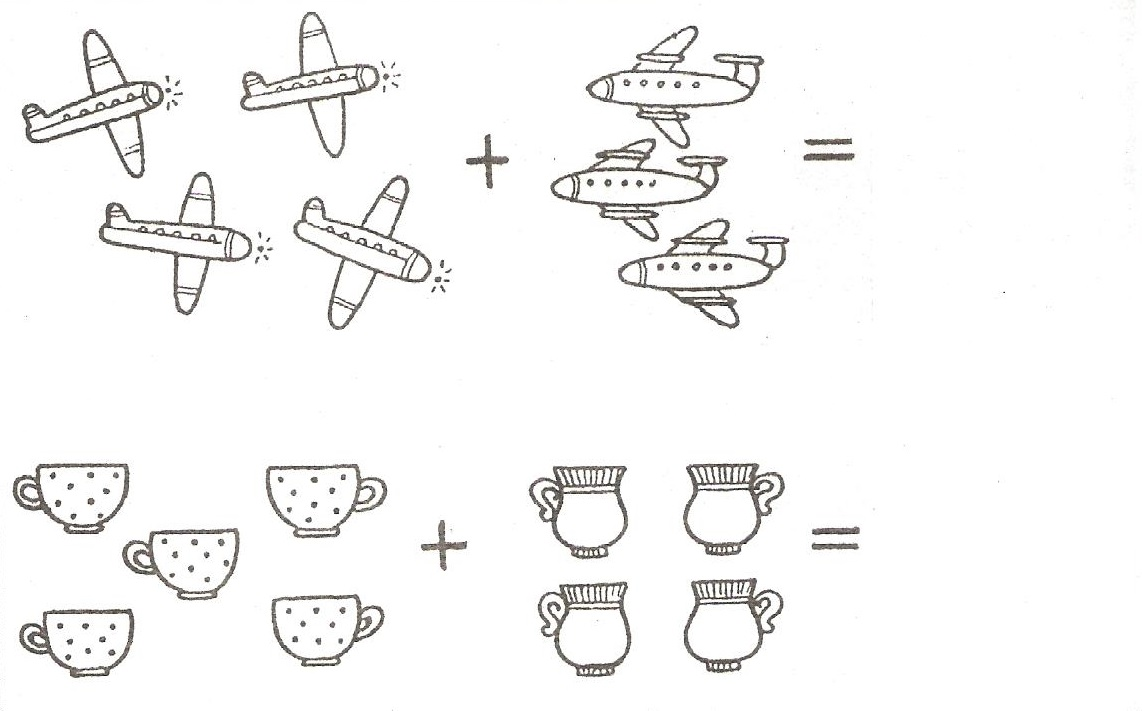 + =
+ =